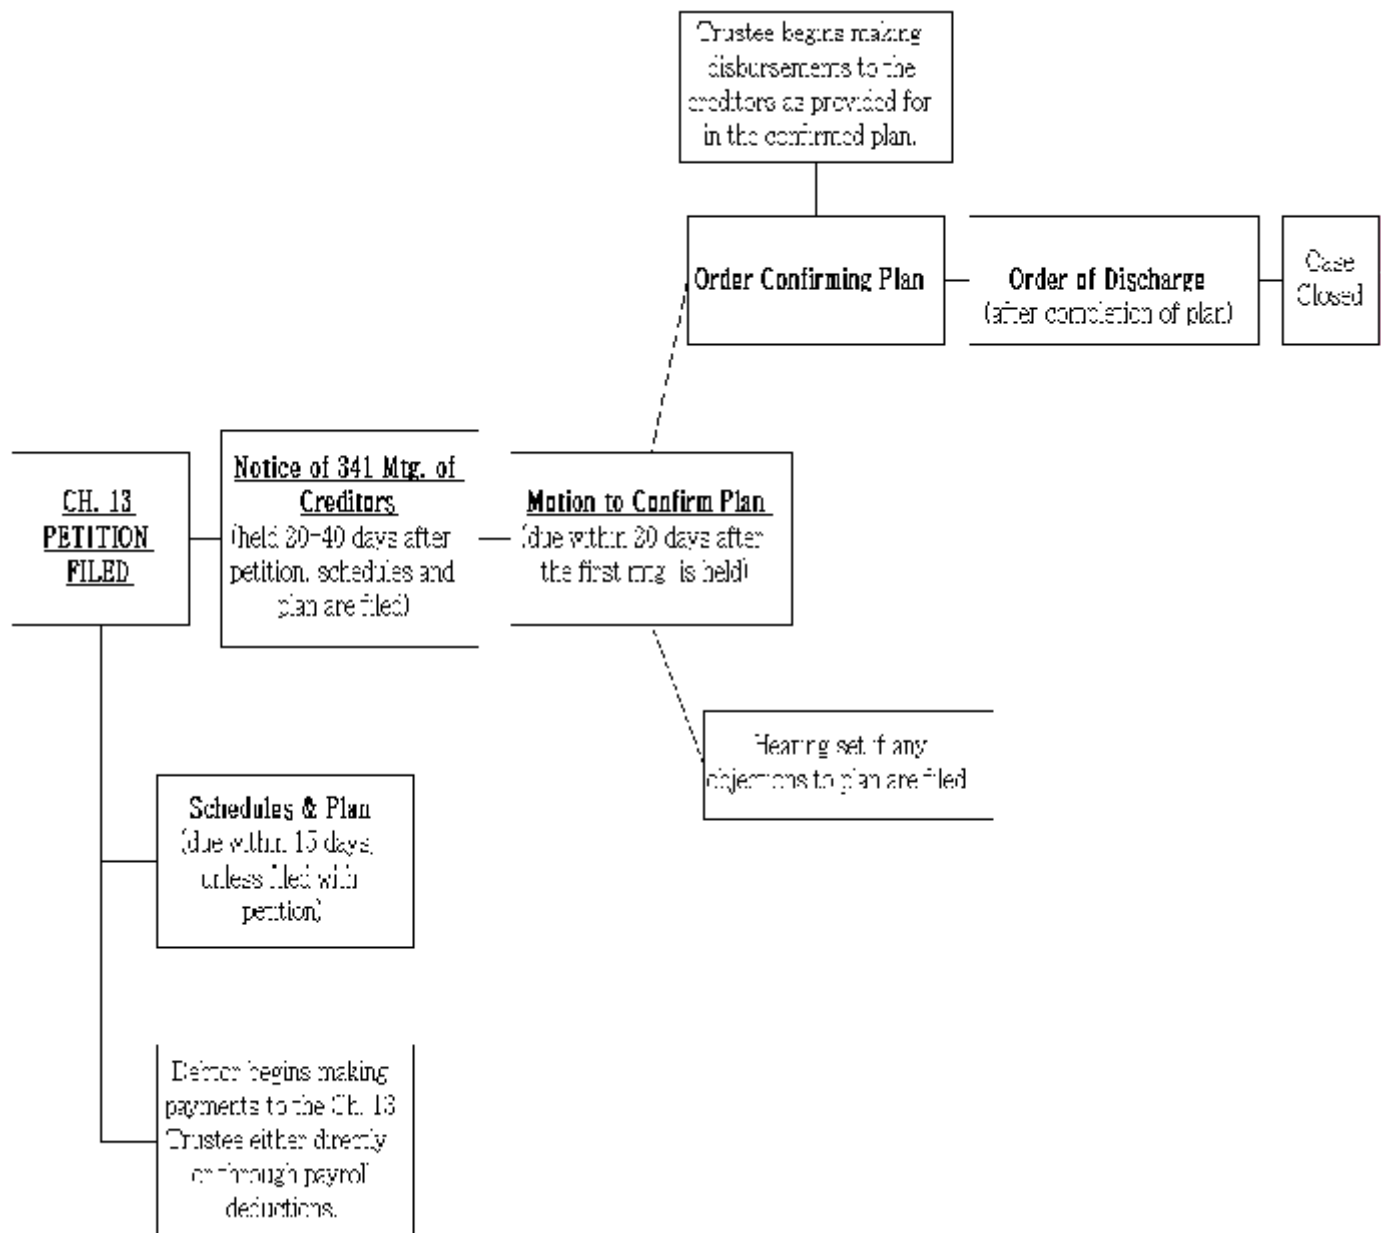 Trustee begins making
disbursements to the
creditors as provided for
in the confirmed plan.
Order Confirming Plan
Order of Discharge
(after completion of plan)
Case
Closed
CH. 13
PETITION
FILED
Notice of 341 Mtg. of
Creditors
(held 20-40 days after
petition, schedules and
plan are filed)
Motion to Confirm Plan
(due within 20 days after
the first mtg. is held)
Hearing set if any
objections to plan are filed
Schedules & Plan
(due within 15 days,
unless filed with
petition)
Debtor begins making
payments to the Ch. 13
Trustee either directly
or through payroll
deductions.